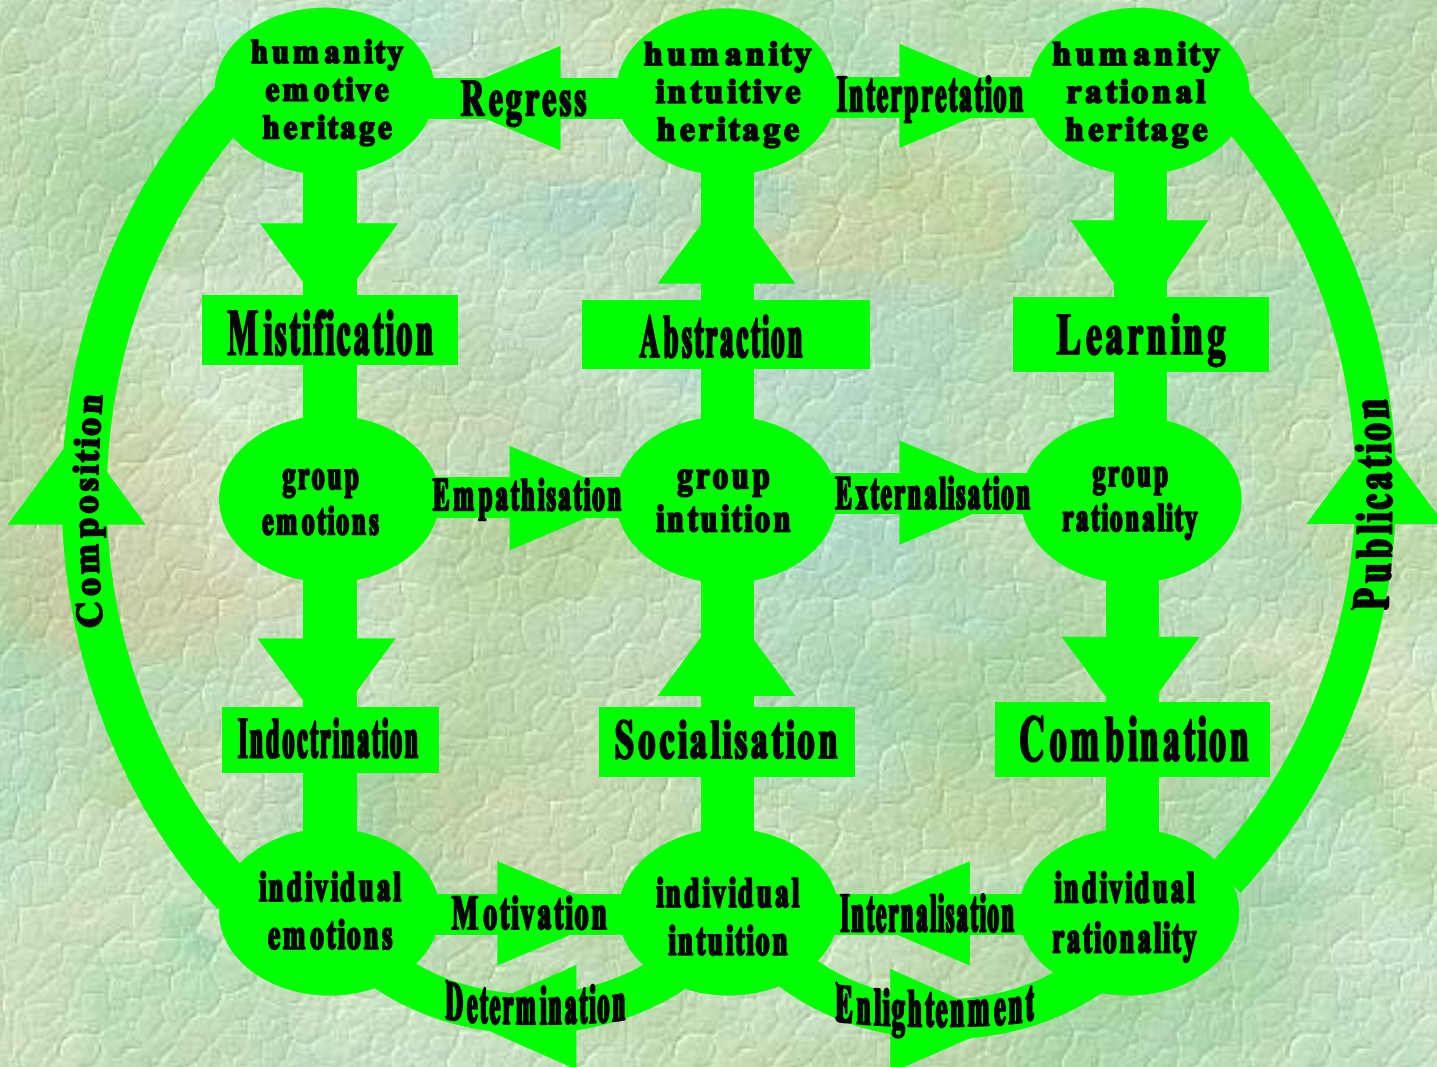 humanity
emotive
heritage
Regress
humanity
intuitive
heritage
Interpretation
humanity
rational
heritage
Mistification
Abstraction
Learning
Composition
group
emotions
Empathisation
group
intuition
Externalisation
group
rationality
Publication
Indoctrination
Socialisation
Combination
individual
emotions
Motivation
individual
intuition
Internalisation
individual
rationality
Determination
Enlightenment